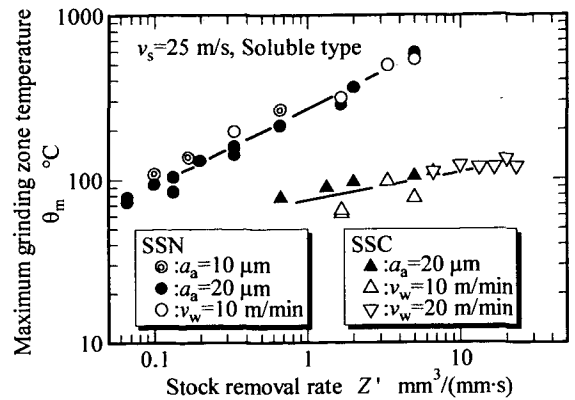 Maximum grinding zone temperature
θm °C
1000
100
10
vs=25 m/s, Soluble type
SSN
:aa=10 μm
:aa=20 μm
:vw=10 m/min
SSC
:aa=20 μm
:vw=10 m/min
:vw=20 m/min
0.1 1 10
Stock removal rate Z' mm³/(mm·s)